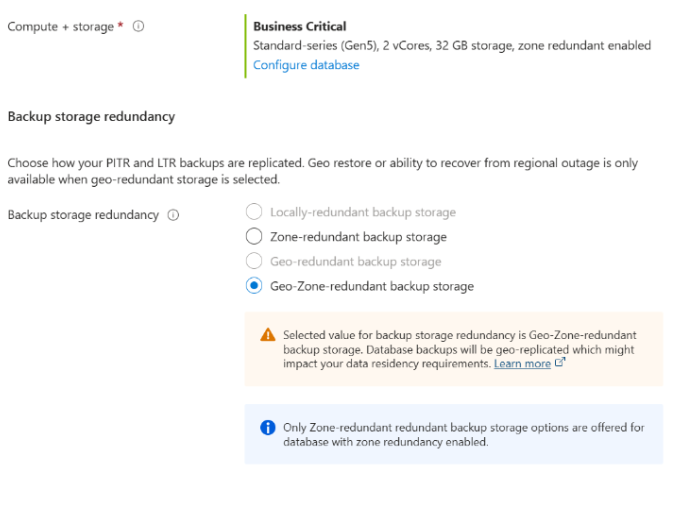 Compute + storage *
Business Critical
Standard-series (Gen5), 2 vCores, 32 GB storage, zone redundant enabled
Configure database
Backup storage redundancy
Choose how your PITR and LTR backups are replicated. Geo restore or ability to recover from regional outage is only
available when geo-redundant storage is selected.
Backup storage redundancy
Locally-redundant backup storage
Zone-redundant backup storage
Geo-redundant backup storage
Geo-Zone-redundant backup storage
Selected value for backup storage redundancy is Geo-Zone-redundant
backup storage. Database backups will be geo-replicated which might
impact your data residency requirements. Learn more
Only Zone-redundant redundant backup storage options are offered for
database with zone redundancy enabled.